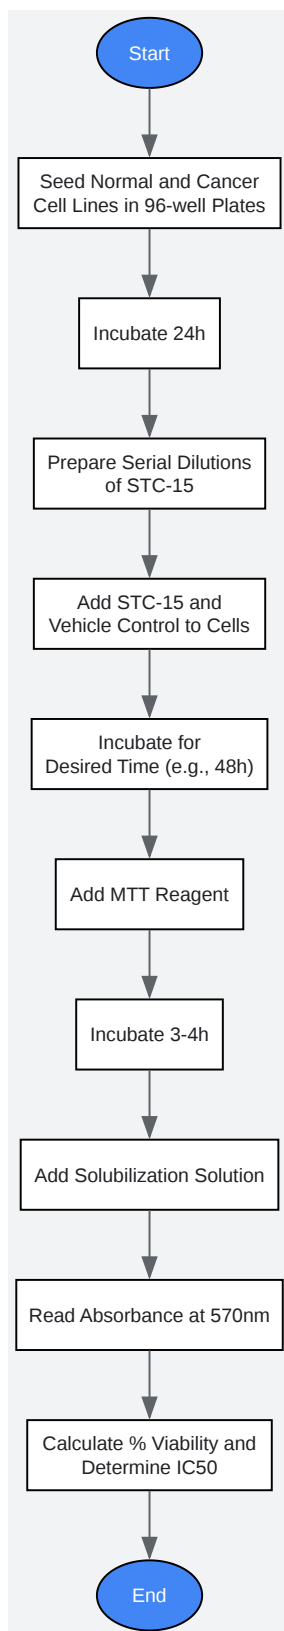 Start
Seed Normal and Cancer
Cell Lines in 96-well Plates
Incubate 24h
Prepare Serial Dilutions
of STC-15
Add STC-15 and
Vehicle Control to Cells
Incubate for
Desired Time (e.g., 48h)
Add MTT Reagent
Incubate 3-4h
Add Solubilization Solution
Read Absorbance at 570nm
Calculate % Viability and
Determine IC50
End